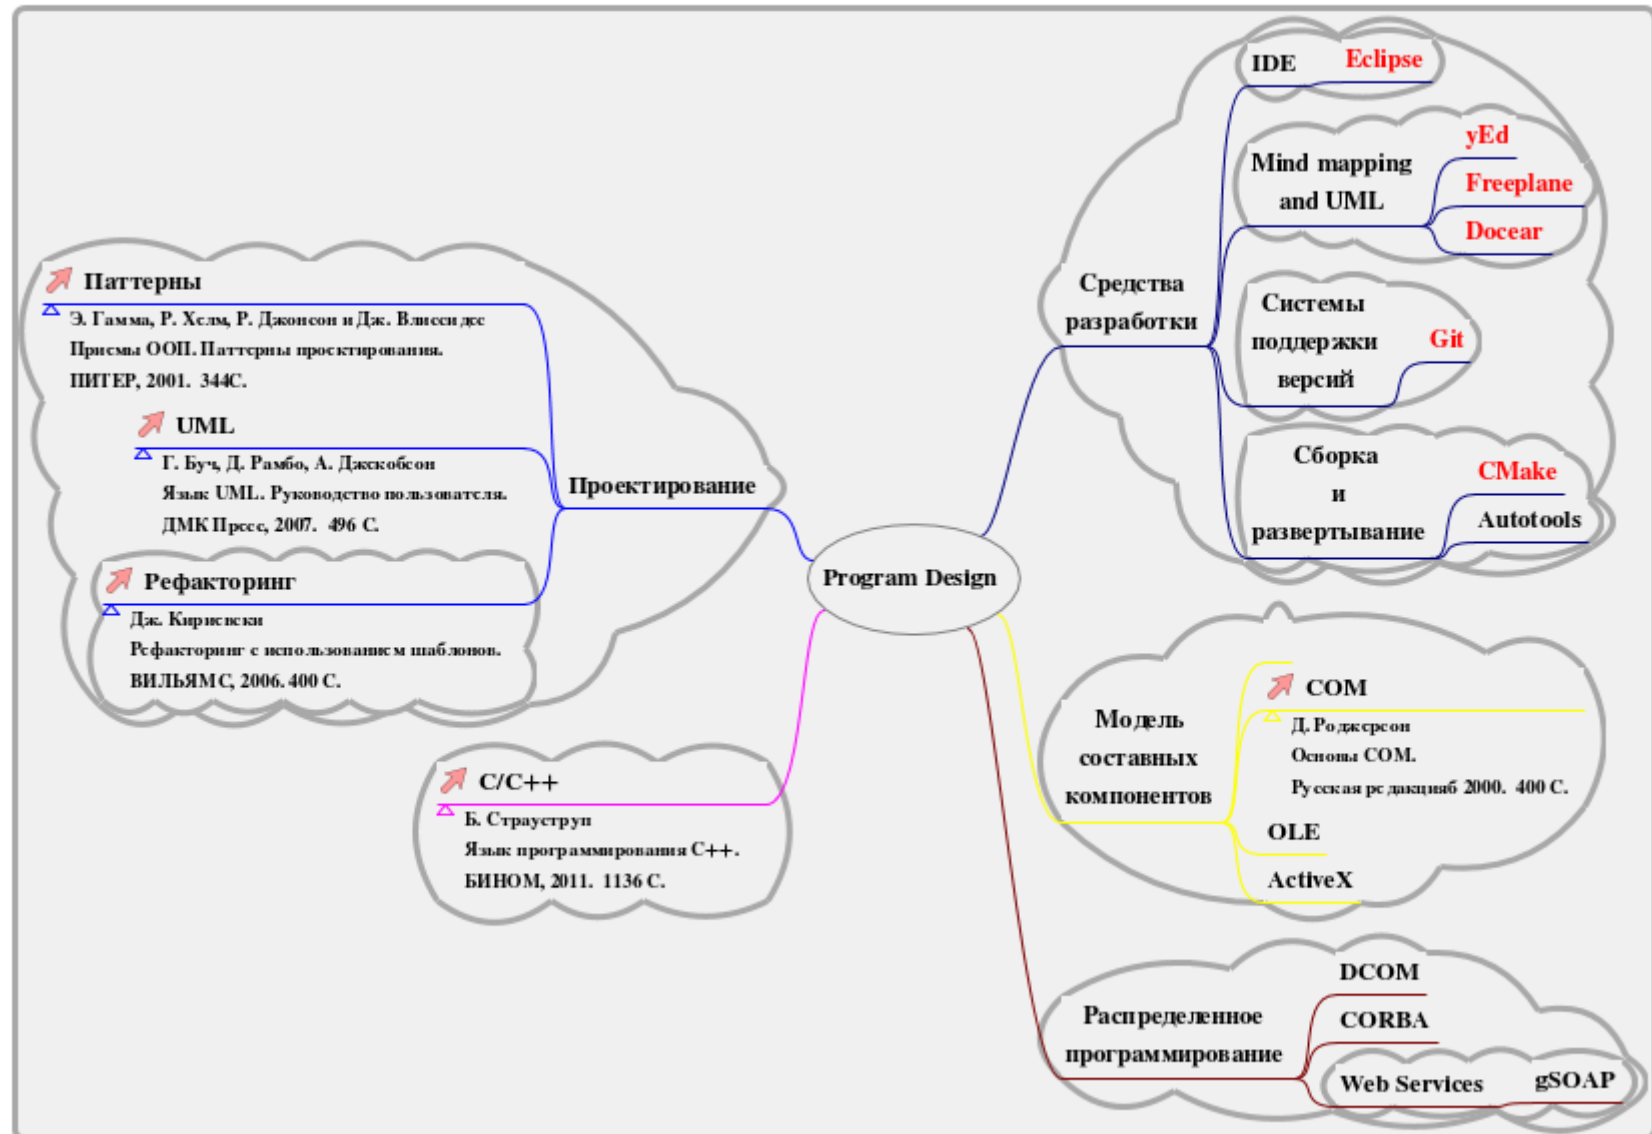 Паттерны
Э. Гамма, Р. Хелм, Р. Джонсон и Дж. Влиссидес
Приемы ООП. Паттерны проектирования.
ПИТЕР, 2001. 344С.
UML
Г. Буч, Д. Рамбо, А. Джекобсон
Язык UML. Руководство пользователя.
ДМК Пресс, 2007. 496 С.
Рефакторинг
Дж. Кириевски
Рефакторинг с использованием шаблонов.
ВИЛЬЯМС, 2006. 400 С.
Проектирование
C/C++
Б. Страуструп
Язык программирования C++.
БИНОМ, 2011. 1136 С.
Program Design
Средства
разработки
IDE
Eclipse
Mind mapping
and UML
yEd
Freeplane
Docear
Системы
поддержки
версий
Git
Сборка
и
развертывание
CMake
Autotools
Модель
составных
компонентов
COM
Д. Роджерсон
Основы COM.
Русская редакцияб 2000. 400 С.
OLE
ActiveX
Распределенное
программирование
DCOM
CORBA
Web Services
gSOAP